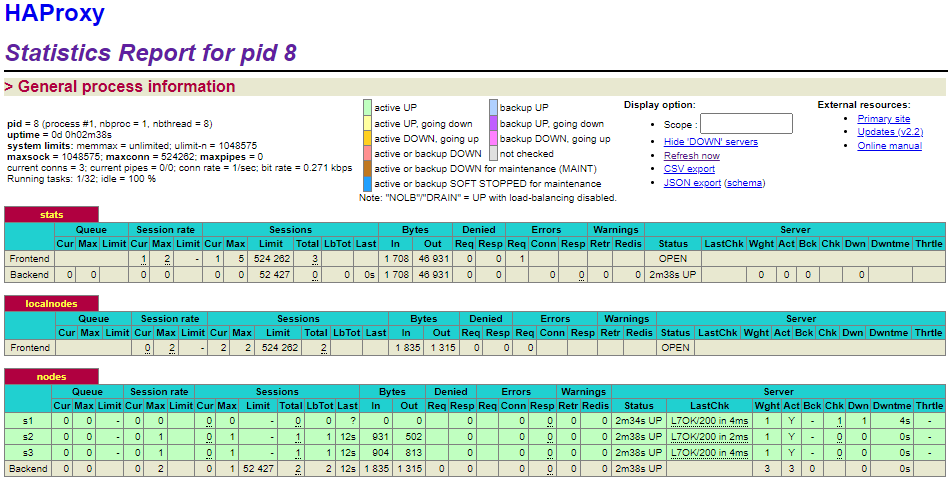 HAProxy
Statistics Report for pid 8
> General process information
pid = 8 (process #1, nbproc = 1, nbthread = 8)
uptime = 0d 0h02m38s
system limits: memmax = unlimited; ulimit-n = 1048575
maxsock = 1048575; maxconn = 524262; maxpipes = 0
current conns = 3; current pipes = 0/0; conn rate = 1/sec; bit rate = 0.271 kbps
Running tasks: 1/32; idle = 100 %
active UP backup UP
active UP, going down backup UP, going down
active DOWN, going up backup DOWN, going up
active or backup DOWN not checked
active or backup DOWN for maintenance (MAINT)
active or backup SOFT STOPPED for maintenance
Note: "NOLB"/"DRAIN" = UP with load-balancing disabled.
Display option:
• Scope :
• Hide 'DOWN' servers
• Refresh now
• CSV export
• JSON export (schema)
External resources:
• Primary site
• Updates (v2.2)
• Online manual
stats
Queue Session rate Sessions Bytes Denied Errors Warnings Server
Cur Max Limit Cur Max Limit Cur Max Limit Total LbTot Last In Out Req Resp Req Conn Resp Retr Redis Status LastChk Wght Act Bck Chk Dwn Dwntme Thrtle
Frontend 1 2 - 1 5 524 262 3 1 708 46 931 0 0 1 OPEN
Backend 0 0 0 0 0 0 52 427 0 0 0s 1 708 46 931 0 0 0 0 0 0 2m38s UP 0 0 0 0
localnodes
Queue Session rate Sessions Bytes Denied Errors Warnings Server
Cur Max Limit Cur Max Limit Cur Max Limit Total LbTot Last In Out Req Resp Req Conn Resp Retr Redis Status LastChk Wght Act Bck Chk Dwn Dwntme Thrtle
Frontend 0 2 - 2 2 524 262 2 1 835 1 315 0 0 0 OPEN
nodes
Queue Session rate Sessions Bytes Denied Errors Warnings Server
Cur Max Limit Cur Max Limit Cur Max Limit Total LbTot Last In Out Req Resp Req Conn Resp Retr Redis Status LastChk Wght Act Bck Chk Dwn Dwntme Thrtle
s1 0 0 - 0 0 0 0 - 0 0 ? 0 0 0 0 0 0 0 2m34s UP L7OK/200 in 4ms 1 Y - 1 1 4s -
s2 0 0 - 0 1 0 1 - 1 1 12s 931 502 0 0 0 0 0 2m38s UP L7OK/200 in 2ms 1 Y - 0 0 0s -
s3 0 0 - 0 1 0 1 - 1 1 12s 904 813 0 0 0 0 0 2m38s UP L7OK/200 in 4ms 1 Y - 0 0 0s -
Backend 0 0 0 2 0 1 52 427 2 2 12s 1 835 1 315 0 0 0 0 0 0 2m38s UP 3 3 0 0 0s